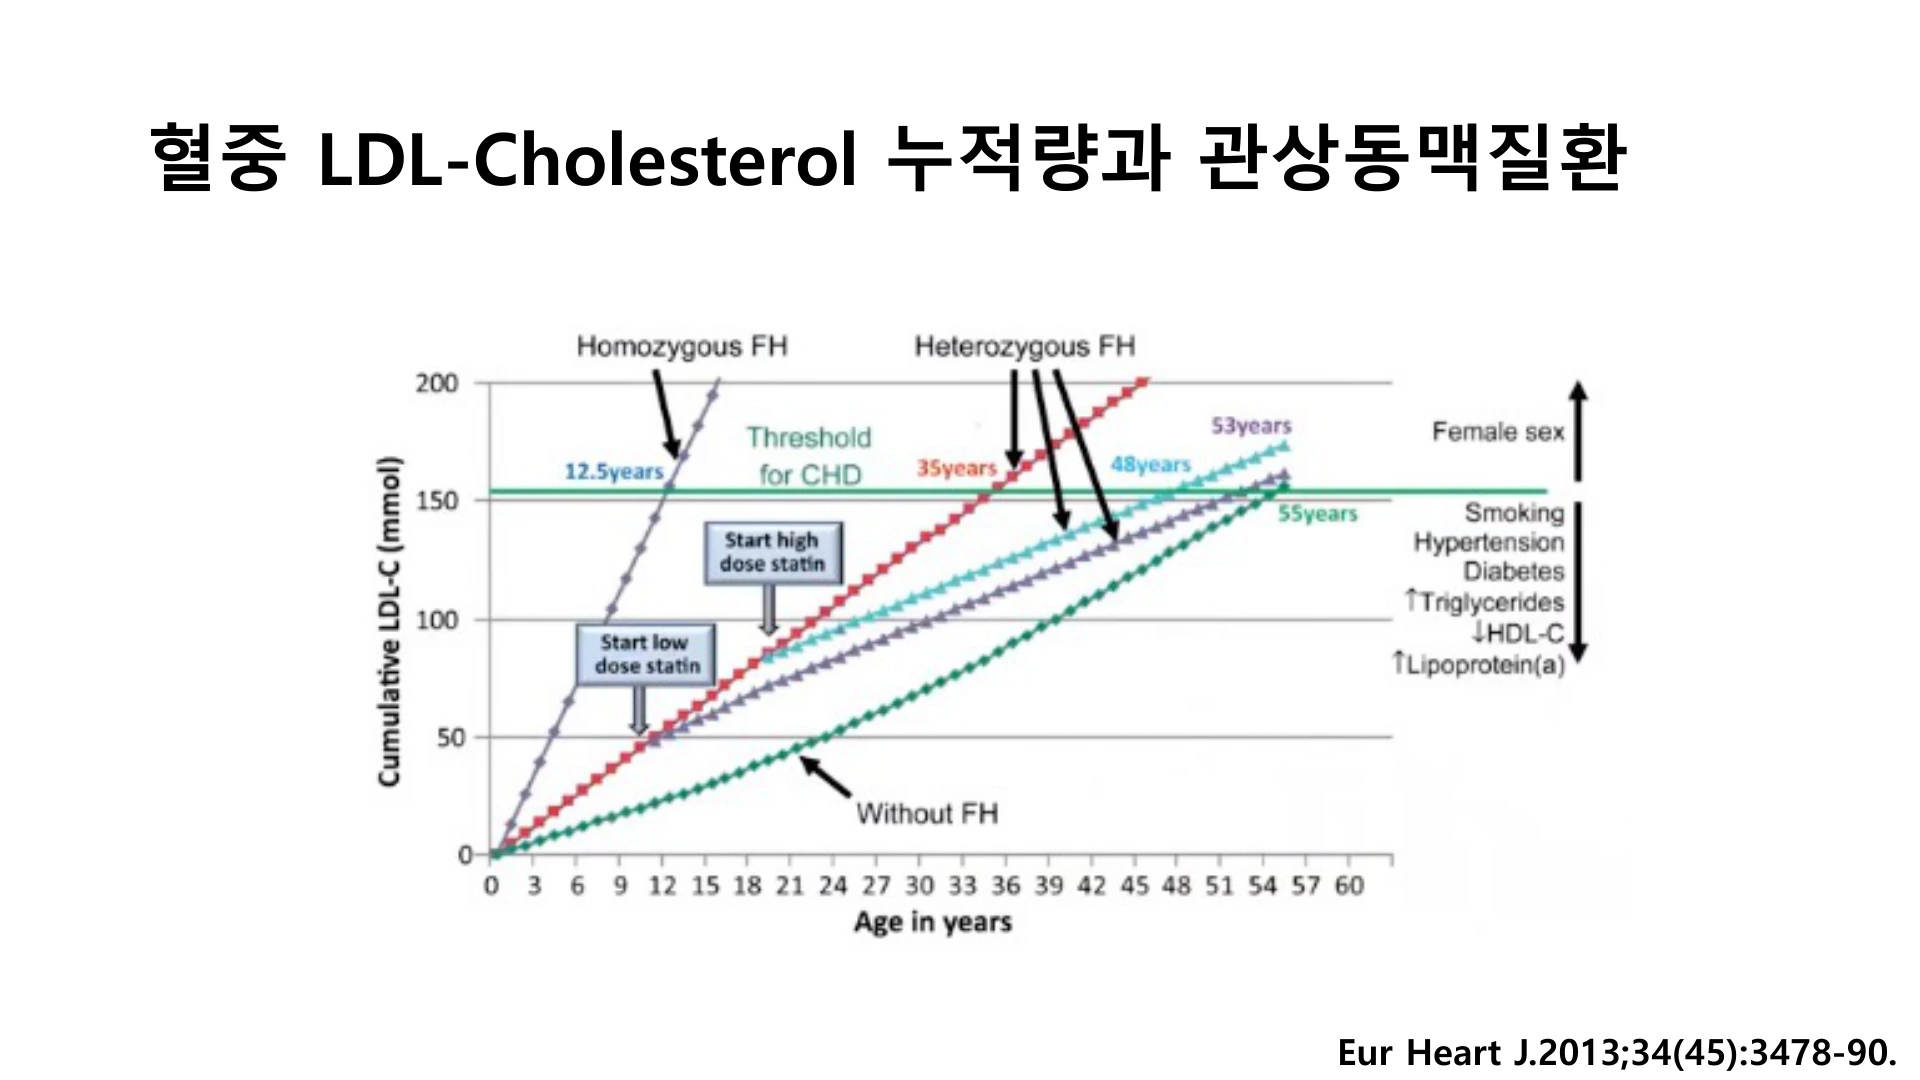 혈중 LDL-Cholesterol 누적량과 관상동맥질환
Homozygous FH
Heterozygous FH
200
150
100
50
0
Cumulative LDL-C (mmol)
Threshold
for CHD
12.5years
35years
48years
53years
55years
Start high
dose statin
Start low
dose statin
Without FH
Female sex
Smoking
Hypertension
Diabetes
↑Triglycerides
↓HDL-C
↑Lipoprotein(a)
0 3 6 9 12 15 18 21 24 27 30 33 36 39 42 45 48 51 54 57 60
Age in years
Eur Heart J.2013;34(45):3478-90.